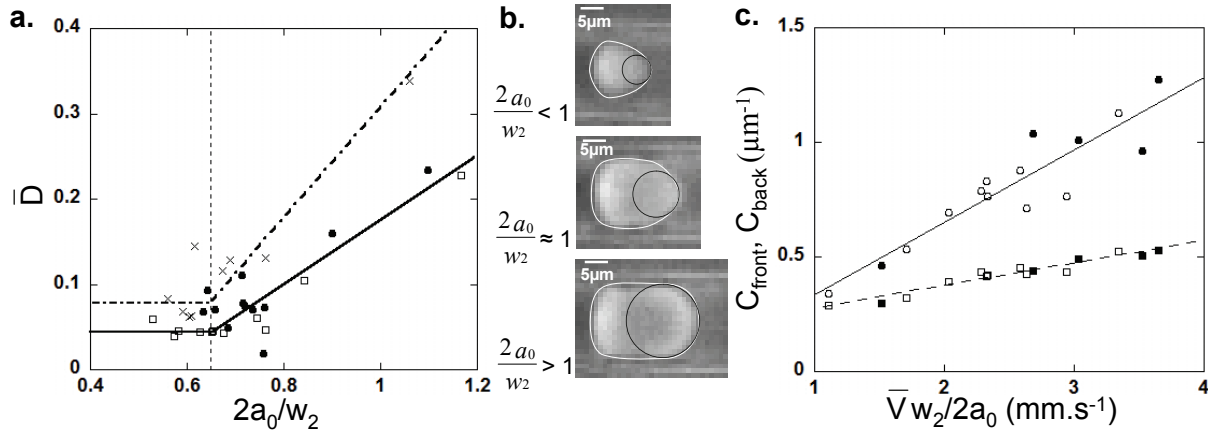 a.
0.4
0.3
0.2
0.1
0
D̅
0.4 0.6 0.8 1 1.2
2a₀/w₂
b.
5µm
2a₀/w₂ < 1
5µm
2a₀/w₂ ≈ 1
5µm
2a₀/w₂ > 1
c.
1.5
1
0.5
0
C_front, C_back (µm⁻¹)
1 2 3 4
V̅ w₂/2a₀ (mm.s⁻¹)